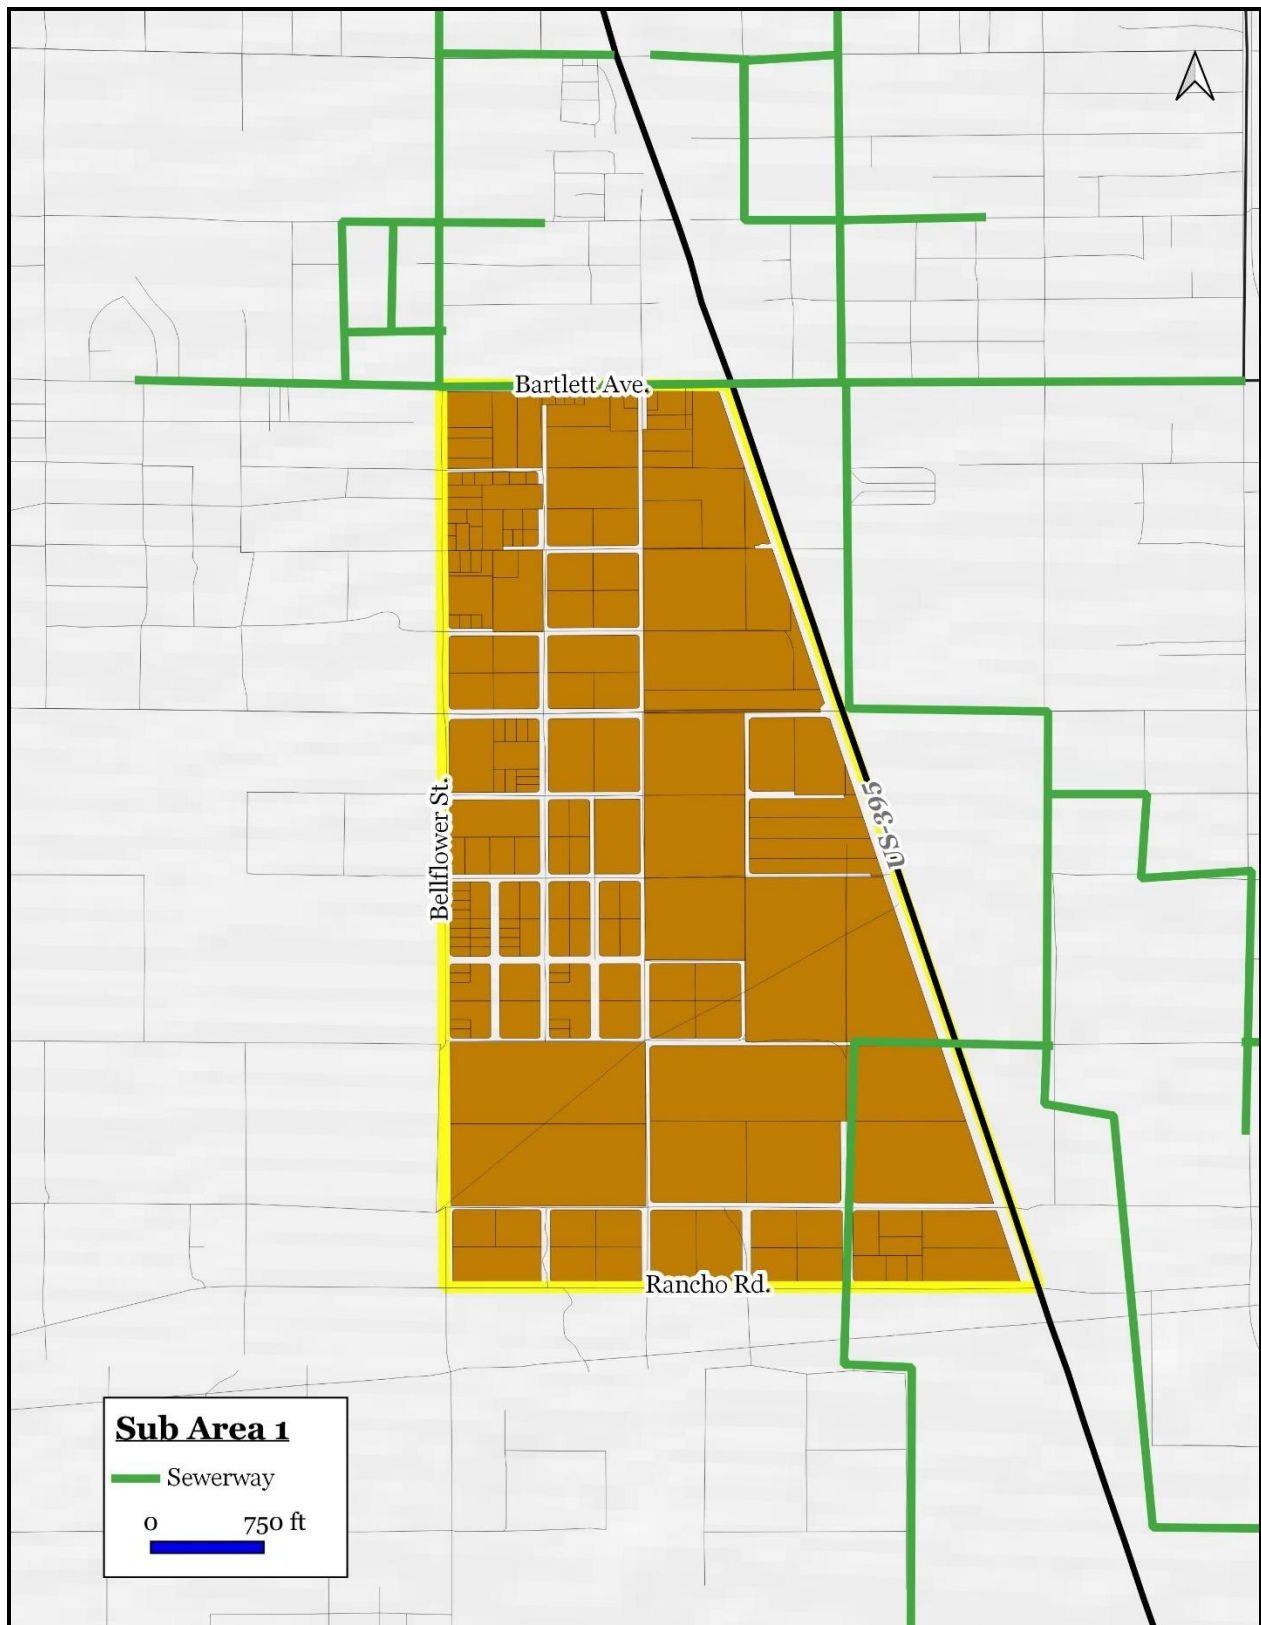 Bartlett Ave.
Bellflower St.
US-395
Rancho Rd.
Sub Area 1
Sewerway
0 750 ft